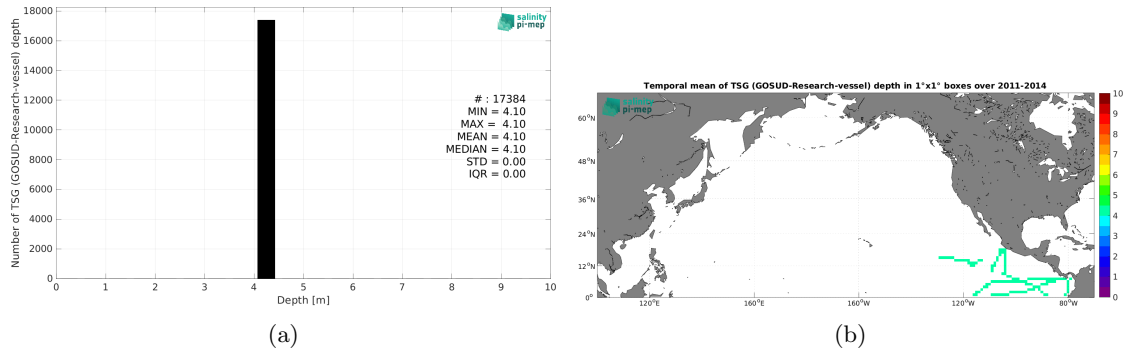 salinity
pi-mep
Number of TSG (GOSUD-Research-vessel) depth
18000
16000
14000
12000
10000
8000
6000
4000
2000
0
# : 17384
MIN = 4.10
MAX = 4.10
MEAN = 4.10
MEDIAN = 4.10
STD = 0.00
IQR = 0.00
0 1 2 3 4 5 6 7 8 9 10
Depth [m]
(a)
Temporal mean of TSG (GOSUD-Research-vessel) depth in 1°x1° boxes over 2011-2014
salinity
pi-mep
60°N
48°N
36°N
24°N
12°N
0°
120°E 160°E 160°W 120°W 80°W
10
9
8
7
6
5
4
3
2
1
0
(b)